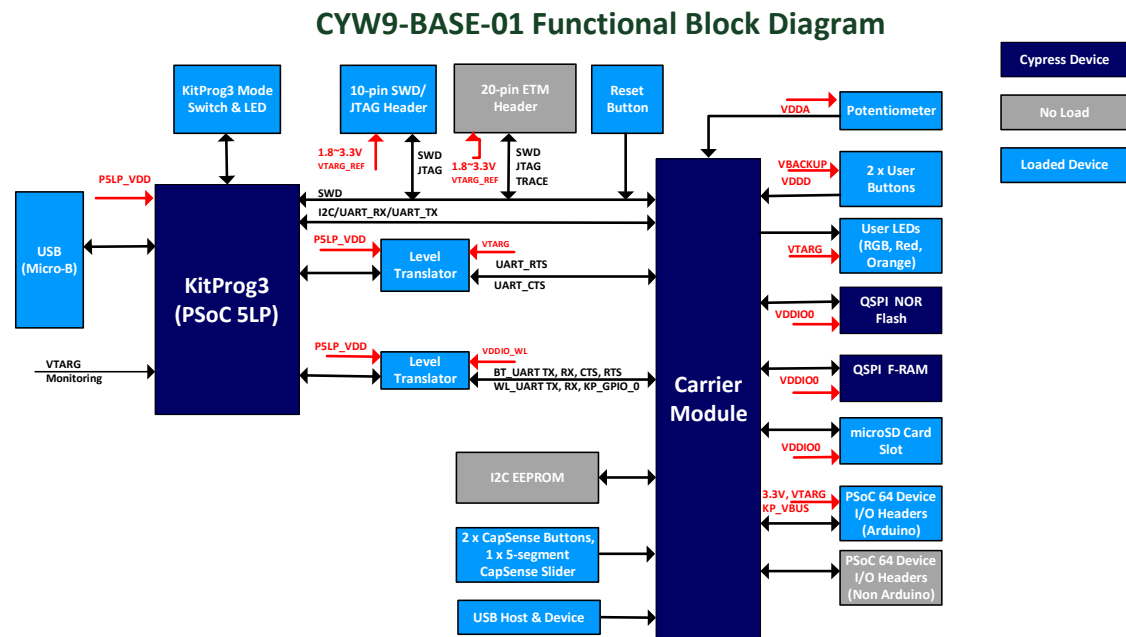 CYW9-BASE-01 Functional Block Diagram
Cypress Device
No Load
Loaded Device
KitProg3 Mode
Switch & LED
10-pin SWD/
JTAG Header
20-pin ETM
Header
Reset
Button
1.8~3.3V
VTARG_REF
SWD
JTAG
1.8~3.3V
VTARG_REF
SWD
JTAG
TRACE
P5LP_VDD
USB
(Micro-B)
KitProg3
(PSoC 5LP)
VTARG
Monitoring
SWD
I2C/UART_RX/UART_TX
P5LP_VDD
Level
Translator
VTARG
UART_RTS
UART_CTS
P5LP_VDD
Level
Translator
VDDIO_WL
BT_UART TX, RX, CTS, RTS
WL_UART TX, RX, KP_GPIO_0
I2C EEPROM
2 x CapSense Buttons,
1 x 5-segment
CapSense Slider
USB Host & Device
Carrier
Module
VDDA
Potentiometer
VBACKUP
VDDD
2 x User
Buttons
VTARG
User LEDs
(RGB, Red,
Orange)
VDDIO0
QSPI NOR
Flash
VDDIO0
QSPI F-RAM
VDDIO0
microSD Card
Slot
3.3V, VTARG
KP_VBUS
PSoC 64 Device
I/O Headers
(Arduino)
PSoC 64 Device
I/O Headers
(Non Arduino)